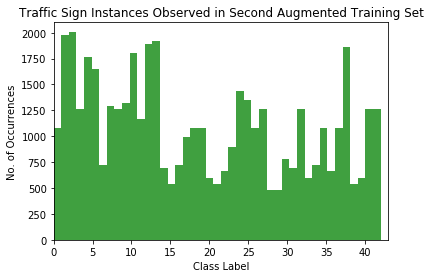 Traffic Sign Instances Observed in Second Augmented Training Set
2000
1750
1500
1250
1000
750
500
250
0
No. of Occurrences
0 5 10 15 20 25 30 35 40
Class Label